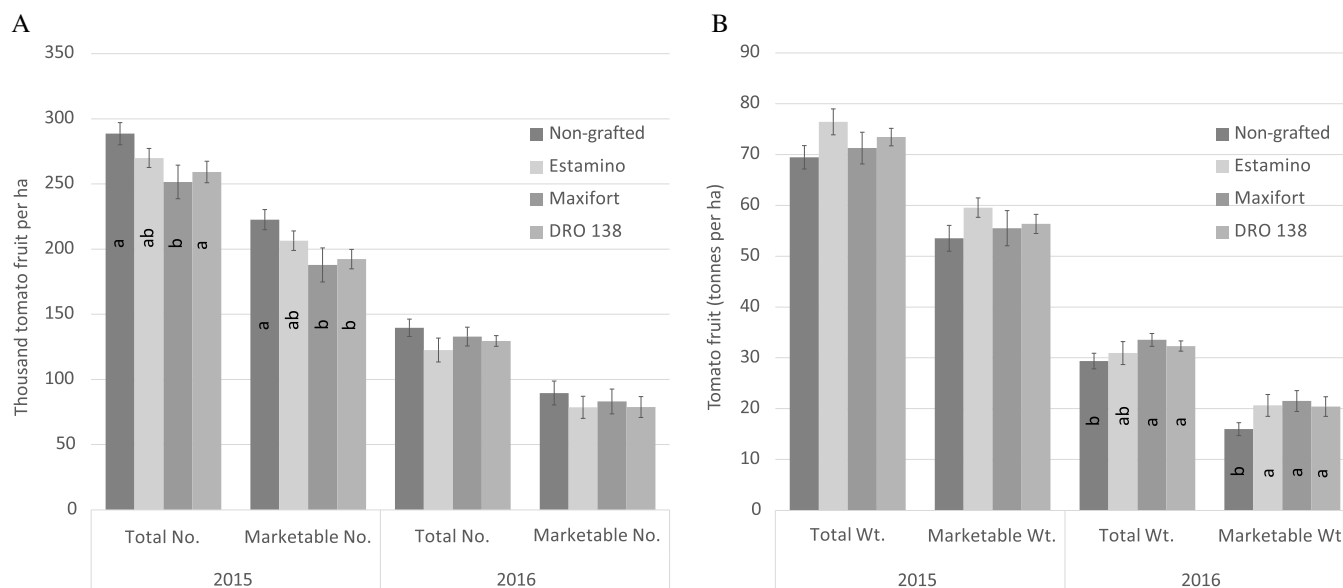 A
Thousand tomato fruit per ha
350
300
250
200
150
100
50
0
Non-grafted
Estamino
Maxifort
DRO 138
a
ab
b
a
a
ab
b
b
Total No.
Marketable No.
Total No.
Marketable No.
2015
2016
B
Tomato fruit (tonnes per ha)
90
80
70
60
50
40
30
20
10
0
Non-grafted
Estamino
Maxifort
DRO 138
b
ab
a
a
b
a
a
a
Total Wt.
Marketable Wt.
Total Wt.
Marketable Wt.
2015
2016